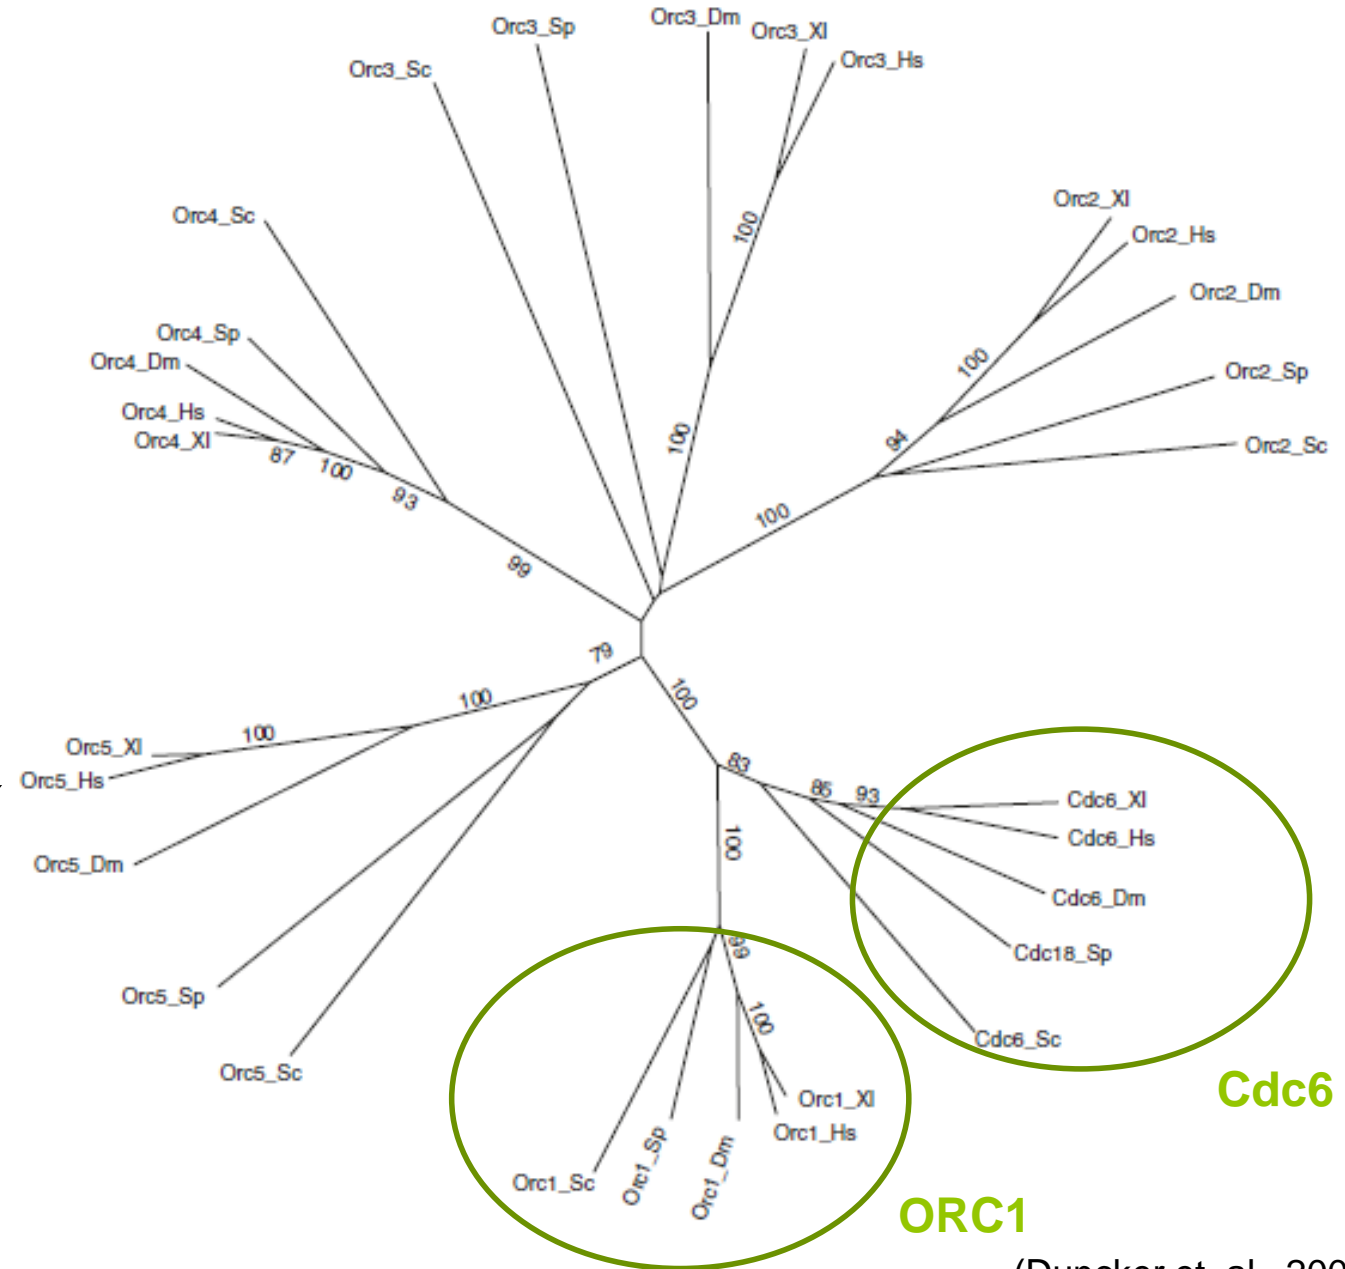 Orc3_Dm
Orc3_Sp
Orc3_Xl
Orc3_Hs
Orc3_Sc
Orc2_Xl
Orc4_Sc
Orc2_Hs
100
Orc2_Dm
Orc4_Sp
Orc4_Dm
100
Orc2_Sp
Orc4_Hs
Orc4_Xl
100
94
Orc2_Sc
87
100
93
100
99
79
100
100
100
Orc5_Xl
Orc5_Hs
83
85
93
Cdc6_Xl
Cdc6_Hs
100
Orc5_Dm
Cdc6_Dm
99
Cdc18_Sp
Orc5_Sp
100
Cdc6_Sc
Orc5_Sc
Cdc6
Orc1_Xl
Orc1_Hs
Orc1_Sc
Orc1_Sp
Orc1_Dm
ORC1